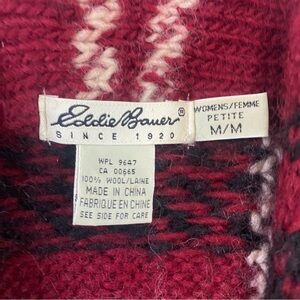 Eddie Bauer®
SINCE 1920
WOMENS/FEMME
PETITE
M/M
WPL 9647
CA 00665
100% WOOL/LAINE
MADE IN CHINA
FABRIQUE EN CHINE
SEE SIDE FOR CARE